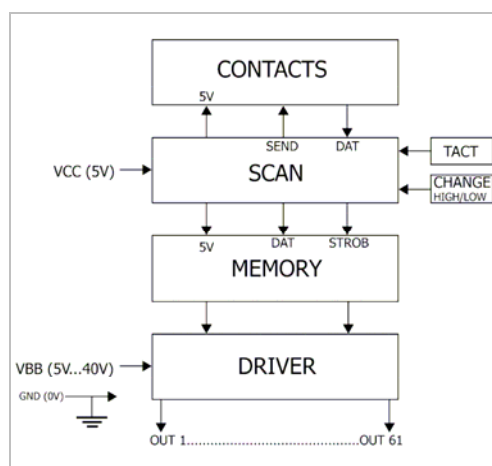 CONTACTS
5V
SEND DAT
TACT
VCC (5V)
SCAN
CHANGE
HIGH/LOW
5V DAT STROB
MEMORY
VBB (5V...40V)
DRIVER
GND (0V)
OUT 1.......................................OUT 61